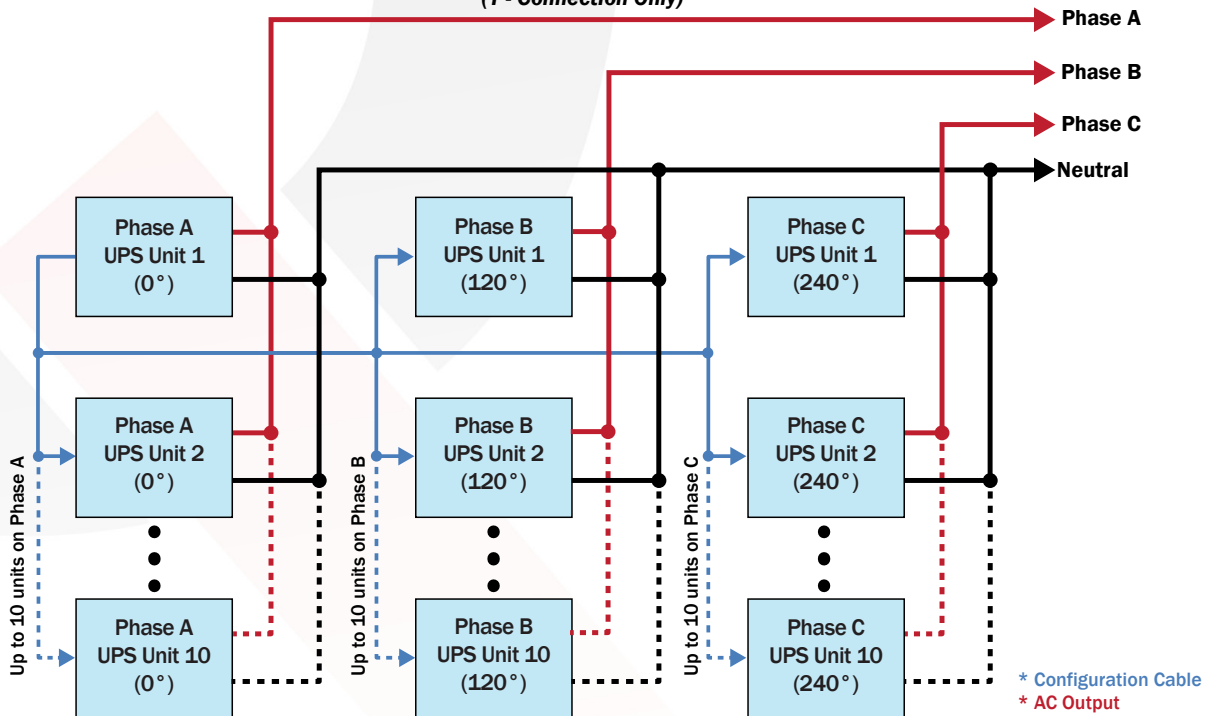 Phase A
Phase B
Phase C
Neutral
Phase A
UPS Unit 1
(0°)
Phase B
UPS Unit 1
(120°)
Phase C
UPS Unit 1
(240°)
Phase A
UPS Unit 2
(0°)
Phase B
UPS Unit 2
(120°)
Phase C
UPS Unit 2
(240°)
Up to 10 units on Phase A
Up to 10 units on Phase B
Up to 10 units on Phase C
Phase A
UPS Unit 10
(0°)
Phase B
UPS Unit 10
(120°)
Phase C
UPS Unit 10
(240°)
* Configuration Cable
* AC Output